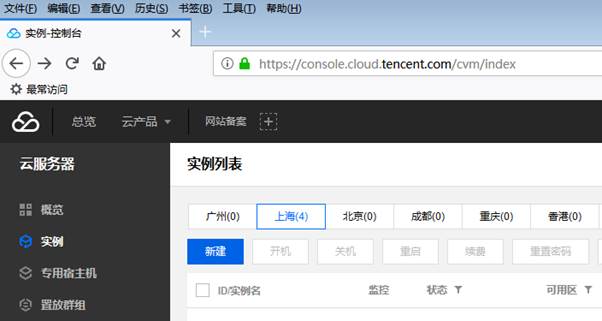 文件(F) 编辑(E) 查看(V) 历史(S) 书签(B) 工具(T) 帮助(H)
实例-控制台
https://console.cloud.tencent.com/cvm/index
最常访问
总览 云产品 网站备案
云服务器 实例列表
概览
广州(0) 上海(4) 北京(0) 成都(0) 重庆(0) 香港(0)
实例
新建 开机 关机 重启 续费 重置密码
专用宿主机
ID/实例名 监控 状态 可用区
置放群组